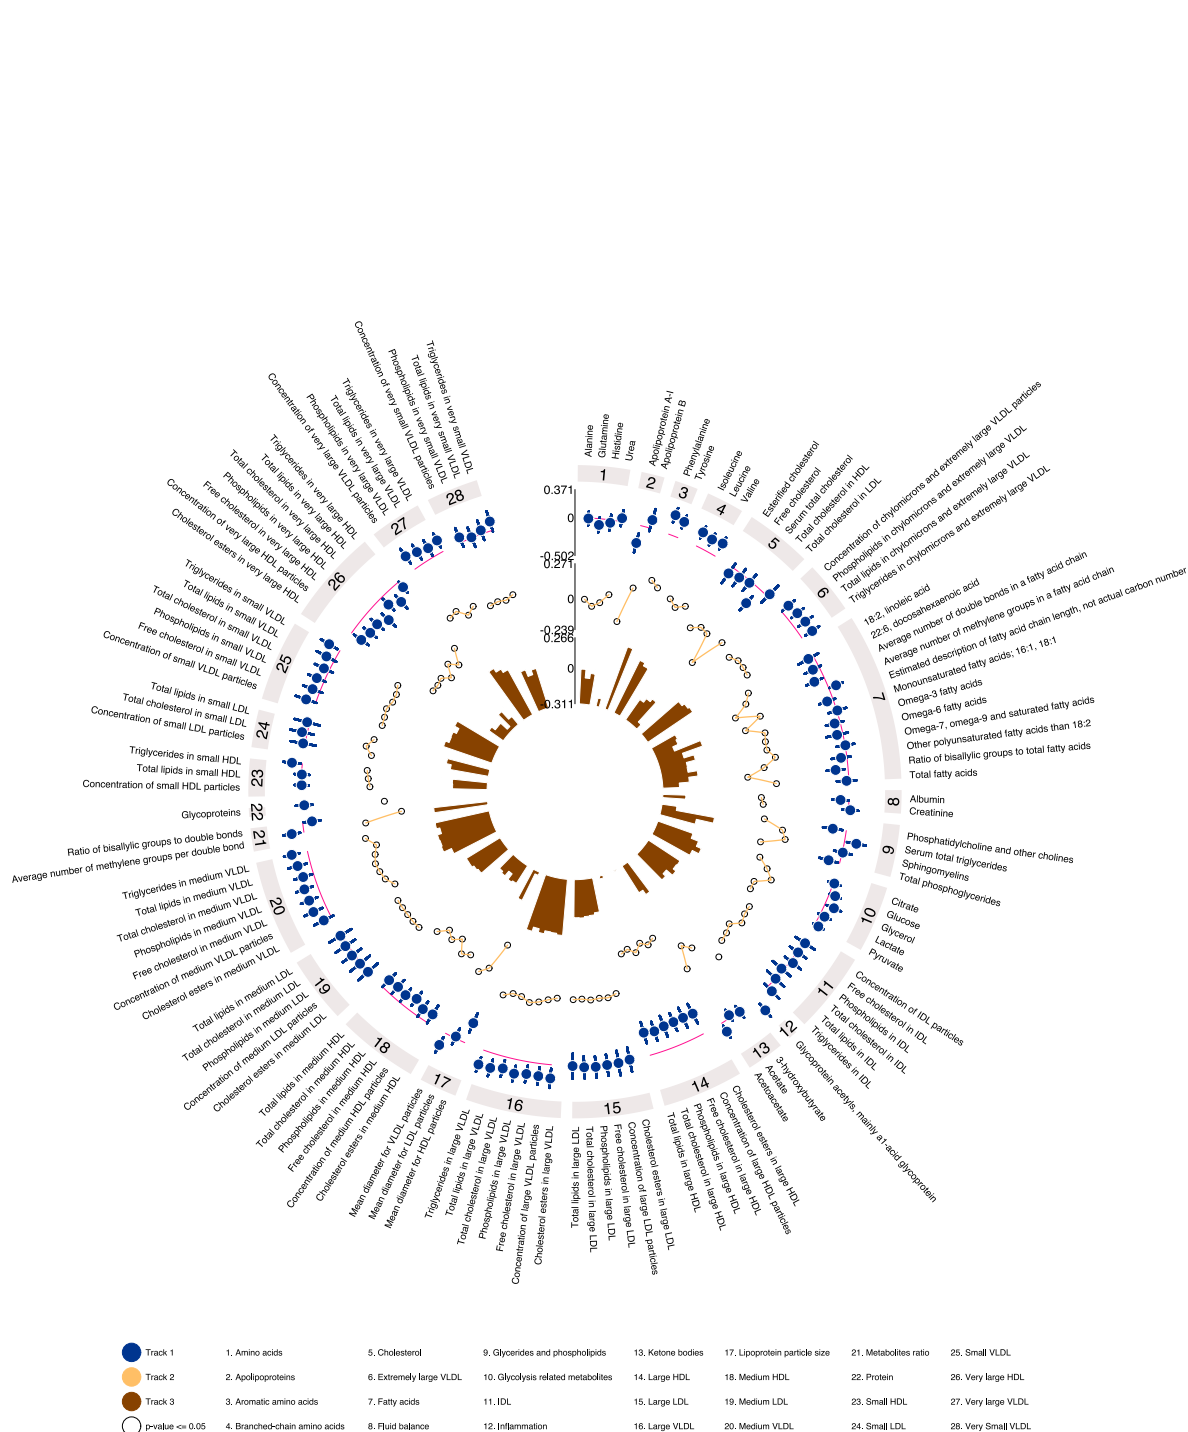 Alanine
Glutamine
Histidine
Urea
Apolipoprotein A-I
Apolipoprotein B
Phenylalanine
Tyrosine
Isoleucine
Leucine
Valine
Esterified cholesterol
Free cholesterol
Serum total cholesterol
Total cholesterol in HDL
Total cholesterol in LDL
Concentration of chylomicrons and extremely large VLDL particles
Phospholipids in chylomicrons and extremely large VLDL
Total lipids in chylomicrons and extremely large VLDL
Triglycerides in chylomicrons and extremely large VLDL
18:2, linoleic acid
22:6, docosahexaenoic acid
Average number of double bonds in a fatty acid chain
Average number of methylene groups in a fatty acid chain
Estimated description of fatty acid chain length, not actual carbon number
Monounsaturated fatty acids; 16:1, 18:1
Omega-3 fatty acids
Omega-6 fatty acids
Omega-7, omega-9 and saturated fatty acids
Other polyunsaturated fatty acids than 18:2
Ratio of bisallylic groups to total fatty acids
Total fatty acids
Albumin
Creatinine
Phosphatidylcholine and other cholines
Serum total triglycerides
Sphingomyelins
Total phosphoglycerides
Citrate
Glucose
Glycerol
Lactate
Pyruvate
Concentration of IDL particles
Free cholesterol in IDL
Phospholipids in IDL
Total cholesterol in IDL
Total lipids in IDL
Triglycerides in IDL
Glycoprotein acetyls, mainly a1-acid glycoprotein
3-hydroxybutyrate
Acetate
Acetoacetate
Cholesterol esters in large HDL
Concentration of large HDL particles
Free cholesterol in large HDL
Phospholipids in large HDL
Total cholesterol in large HDL
Total lipids in large HDL
Cholesterol esters in large LDL
Concentration of large LDL particles
Free cholesterol in large LDL
Phospholipids in large LDL
Total cholesterol in large LDL
Total lipids in large LDL
Cholesterol esters in large VLDL
Concentration of large VLDL particles
Free cholesterol in large VLDL
Phospholipids in large VLDL
Total cholesterol in large VLDL
Total lipids in large VLDL
Triglycerides in large VLDL
Mean diameter for HDL particles
Mean diameter for LDL particles
Mean diameter for VLDL particles
Cholesterol esters in medium HDL
Concentration of medium HDL particles
Free cholesterol in medium HDL
Phospholipids in medium HDL
Total cholesterol in medium HDL
Total lipids in medium HDL
Cholesterol esters in medium LDL
Concentration of medium LDL particles
Phospholipids in medium LDL
Total cholesterol in medium LDL
Total lipids in medium LDL
Cholesterol esters in medium VLDL
Concentration of medium VLDL particles
Free cholesterol in medium VLDL
Phospholipids in medium VLDL
Total cholesterol in medium VLDL
Total lipids in medium VLDL
Triglycerides in medium VLDL
Average number of methylene groups per double bond
Ratio of bisallylic groups to double bonds
Glycoproteins
Concentration of small HDL particles
Total lipids in small HDL
Triglycerides in small HDL
Concentration of small LDL particles
Total cholesterol in small LDL
Total lipids in small LDL
Concentration of small VLDL particles
Free cholesterol in small VLDL
Phospholipids in small VLDL
Total cholesterol in small VLDL
Total lipids in small VLDL
Triglycerides in small VLDL
Cholesterol esters in very large HDL
Concentration of very large HDL particles
Free cholesterol in very large HDL
Phospholipids in very large HDL
Total cholesterol in very large HDL
Total lipids in very large HDL
Triglycerides in very large HDL
Concentration of very large VLDL particles
Phospholipids in very large VLDL
Total lipids in very large VLDL
Triglycerides in very large VLDL
Concentration of very small VLDL particles
Phospholipids in very small VLDL
Total lipids in very small VLDL
Triglycerides in very small VLDL
1
2
3
4
5
6
7
8
9
10
11
12
13
14
15
16
17
18
19
20
21
22
23
24
25
26
27
28
0.371
0
-0.502
0.271
0
-0.239
0.266
0
-0.311
Track 1
1. Amino acids
5. Cholesterol
9. Glycerides and phospholipids
13. Ketone bodies
17. Lipoprotein particle size
21. Metabolites ratio
25. Small VLDL
Track 2
2. Apolipoproteins
6. Extremely large VLDL
10. Glycolysis related metabolites
14. Large HDL
18. Medium HDL
22. Protein
26. Very large HDL
Track 3
3. Aromatic amino acids
7. Fatty acids
11. IDL
15. Large LDL
19. Medium LDL
23. Small HDL
27. Very large VLDL
p-value <= 0.05
4. Branched-chain amino acids
8. Fluid balance
12. Inflammation
16. Large VLDL
20. Medium VLDL
24. Small LDL
28. Very Small VLDL